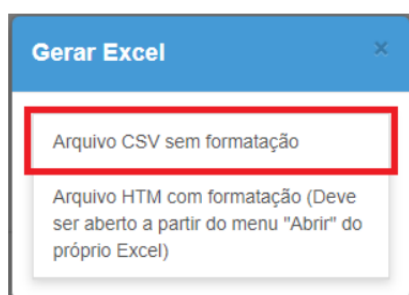 Gerar Excel
×
Arquivo CSV sem formatação
Arquivo HTM com formatação (Deve
ser aberto a partir do menu "Abrir" do
próprio Excel)